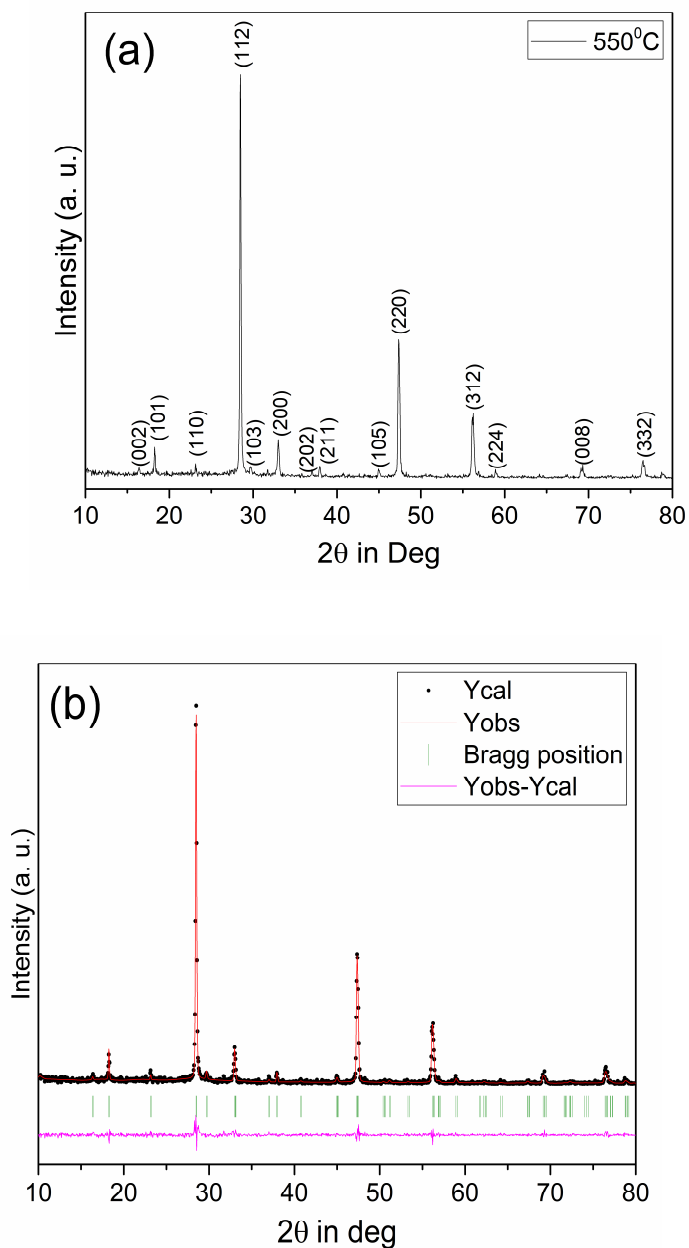 (a)
550⁰C
(112)
(002)
(101)
(110)
(103)
(200)
(202)
(211)
(105)
(220)
(312)
(224)
(008)
(332)
Intensity (a. u.)
10 20 30 40 50 60 70 80
2θ in Deg
(b)
Ycal
Yobs
Bragg position
Yobs-Ycal
Intensity (a. u.)
10 20 30 40 50 60 70 80
2θ in deg